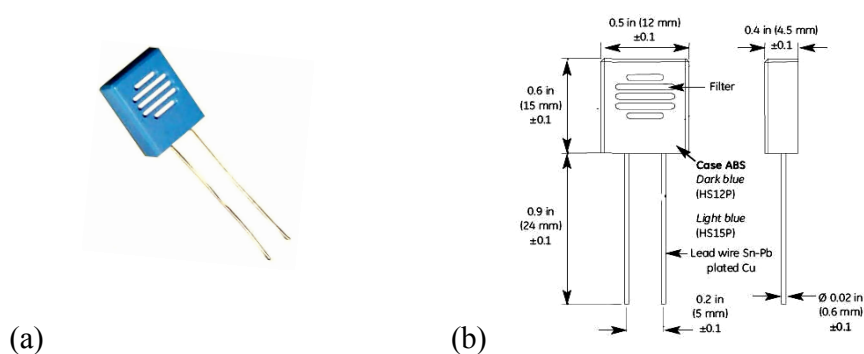 0.5 in (12 mm)
±0.1
0.4 in (4.5 mm)
±0.1
0.6 in
(15 mm)
±0.1
Filter
Case ABS
Dark blue
(HS12P)
Light blue
(HS15P)
0.9 in
(24 mm)
±0.1
Lead wire Sn-Pb
plated Cu
0.2 in
(5 mm)
±0.1
Ø 0.02 in
(0.6 mm)
±0.1
(a)
(b)